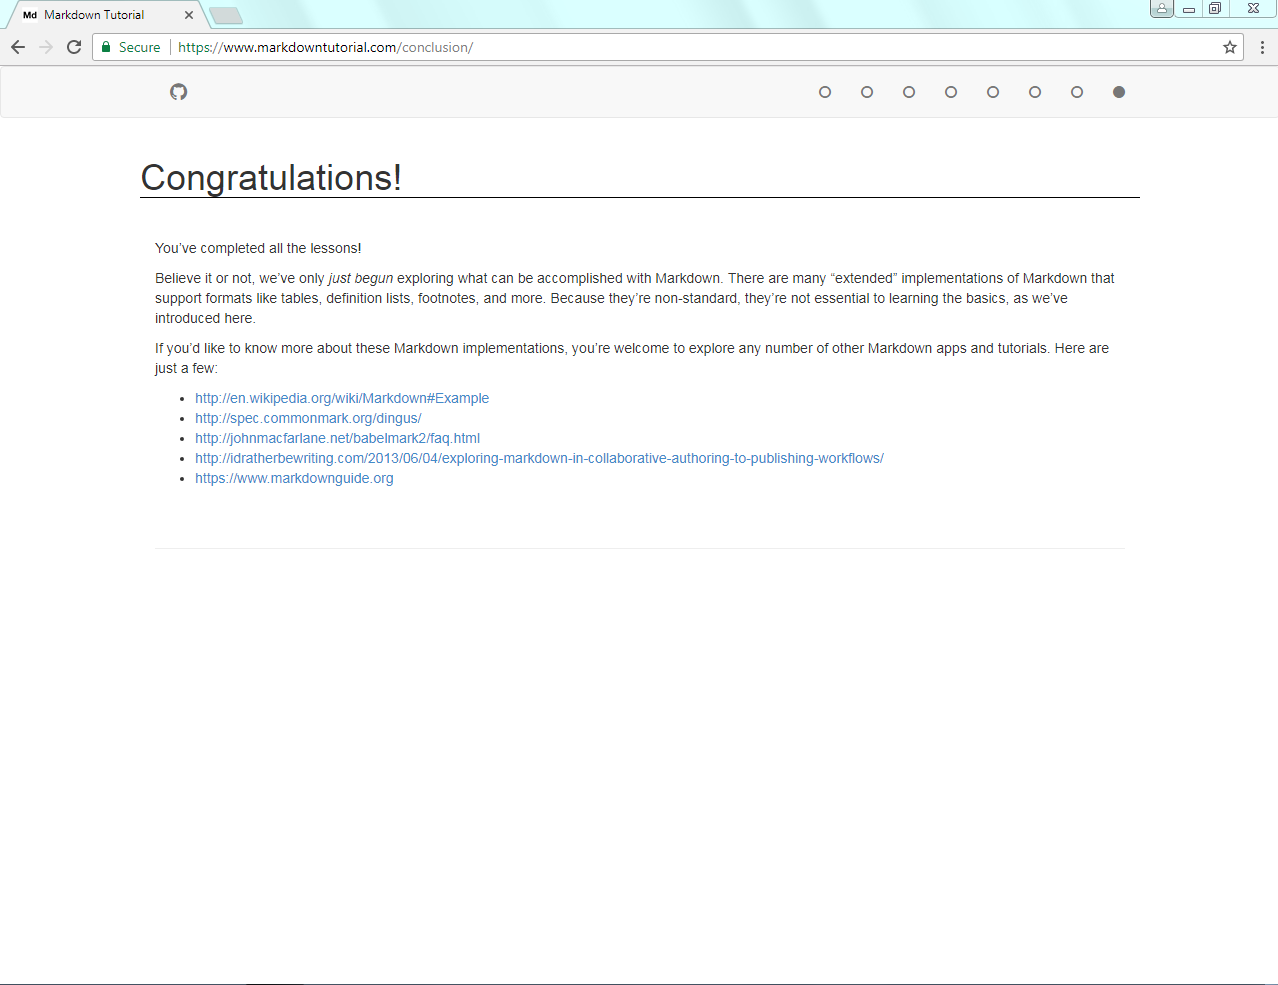 Md Markdown Tutorial
Secure https://www.markdowntutorial.com/conclusion/
Congratulations!
You’ve completed all the lessons!
Believe it or not, we’ve only just begun exploring what can be accomplished with Markdown. There are many “extended” implementations of Markdown that
support formats like tables, definition lists, footnotes, and more. Because they’re non-standard, they’re not essential to learning the basics, as we’ve
introduced here.
If you’d like to know more about these Markdown implementations, you’re welcome to explore any number of other Markdown apps and tutorials. Here are
just a few:
http://en.wikipedia.org/wiki/Markdown#Example
http://spec.commonmark.org/dingus/
http://johnmacfarlane.net/babelmark2/faq.html
http://idratherbewriting.com/2013/06/04/exploring-markdown-in-collaborative-authoring-to-publishing-workflows/
https://www.markdownguide.org